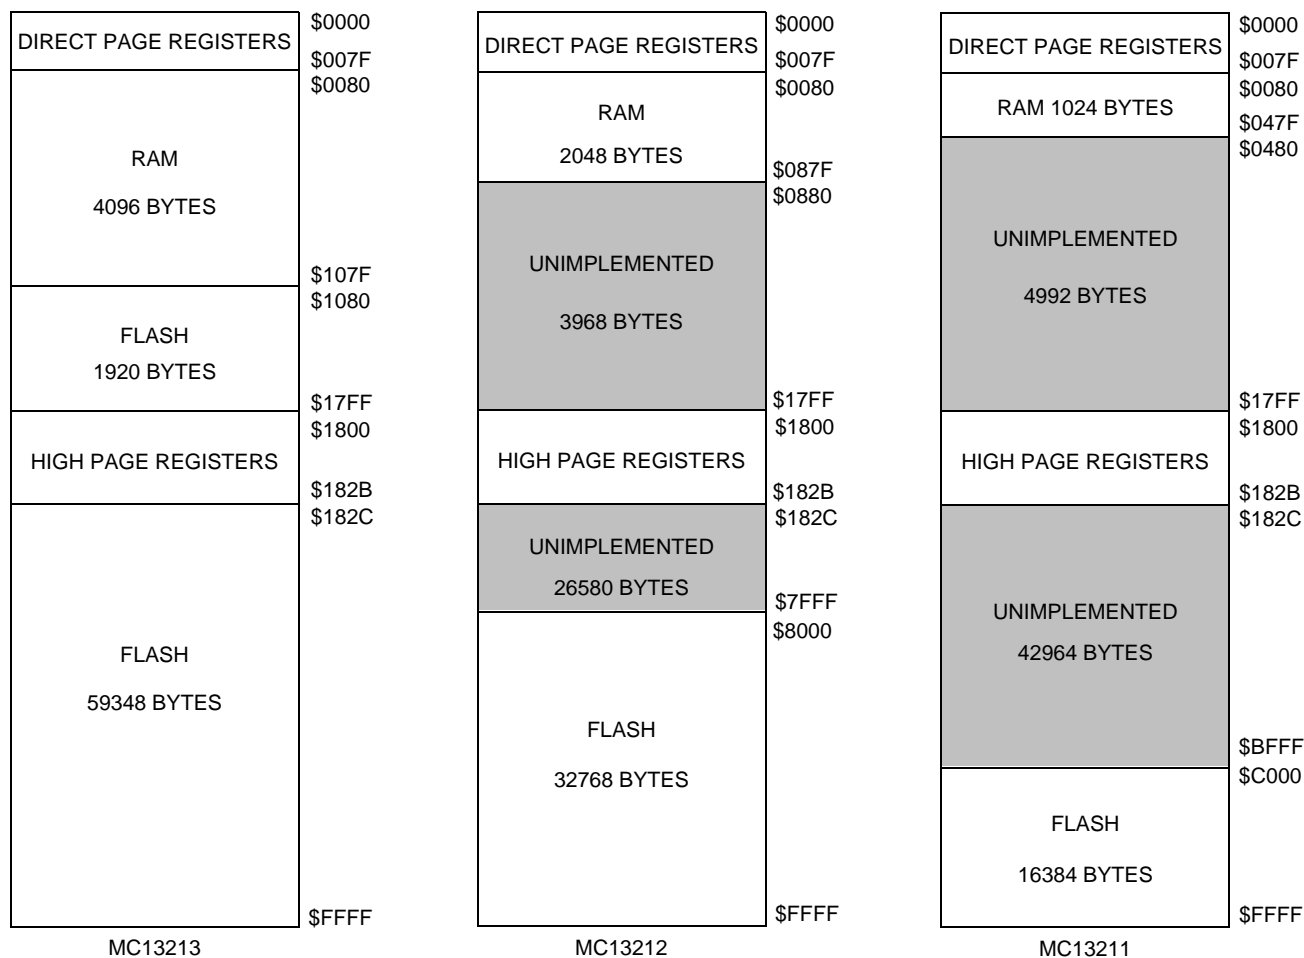 DIRECT PAGE REGISTERS
$0000
$007F
$0080
RAM
4096 BYTES
$107F
$1080
FLASH
1920 BYTES
$17FF
$1800
HIGH PAGE REGISTERS
$182B
$182C
FLASH
59348 BYTES
$FFFF
MC13213
DIRECT PAGE REGISTERS
$0000
$007F
$0080
RAM
2048 BYTES
$087F
$0880
UNIMPLEMENTED
3968 BYTES
$17FF
$1800
HIGH PAGE REGISTERS
$182B
$182C
UNIMPLEMENTED
26580 BYTES
$7FFF
$8000
FLASH
32768 BYTES
$FFFF
MC13212
DIRECT PAGE REGISTERS
$0000
$007F
$0080
RAM 1024 BYTES
$047F
$0480
UNIMPLEMENTED
4992 BYTES
$17FF
$1800
HIGH PAGE REGISTERS
$182B
$182C
UNIMPLEMENTED
42964 BYTES
$BFFF
$C000
FLASH
16384 BYTES
$FFFF
MC13211